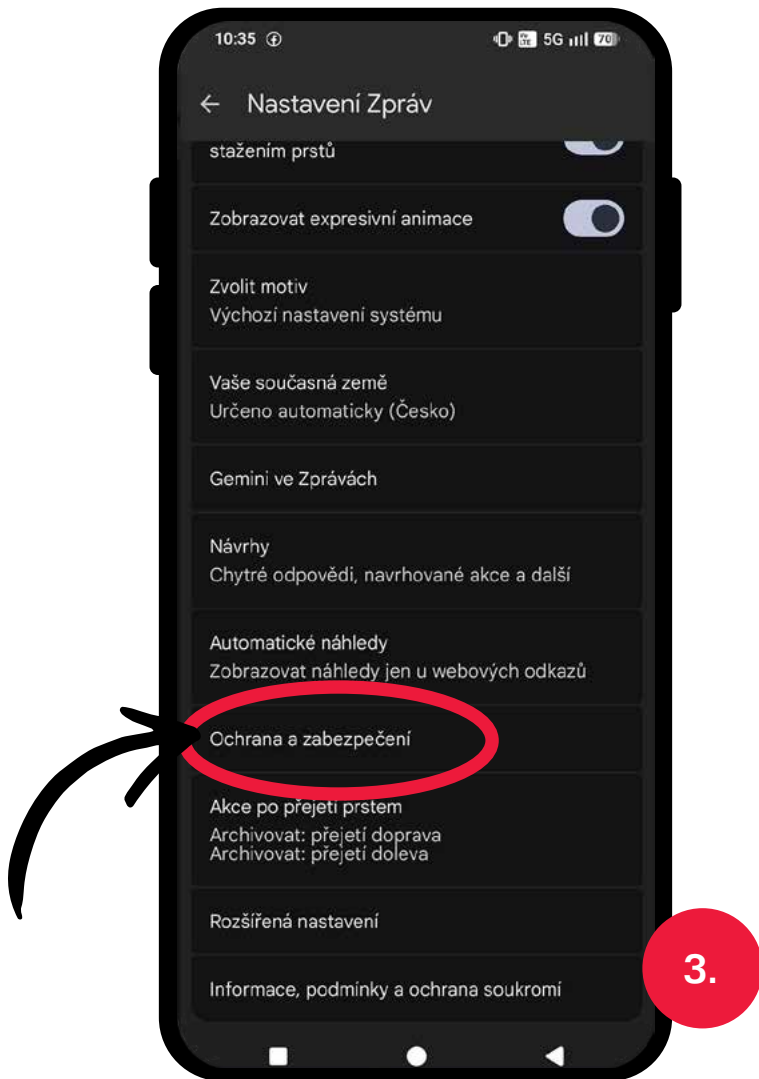 10:35 5G 70
Nastavení Zpráv
stažením prstů
Zobrazovat expresivní animace
Zvolit motiv
Výchozí nastavení systému
Vaše současná země
Určeno automaticky (Česko)
Gemini ve Zprávách
Návrhy
Chytré odpovědi, navrhované akce a další
Automatické náhledy
Zobrazovat náhledy jen u webových odkazů
Ochrana a zabezpečení
Akce po přejetí prstem
Archivovat: přejetí doprava
Archivovat: přejetí doleva
Rozšířená nastavení
3.
Informace, podmínky a ochrana soukromí